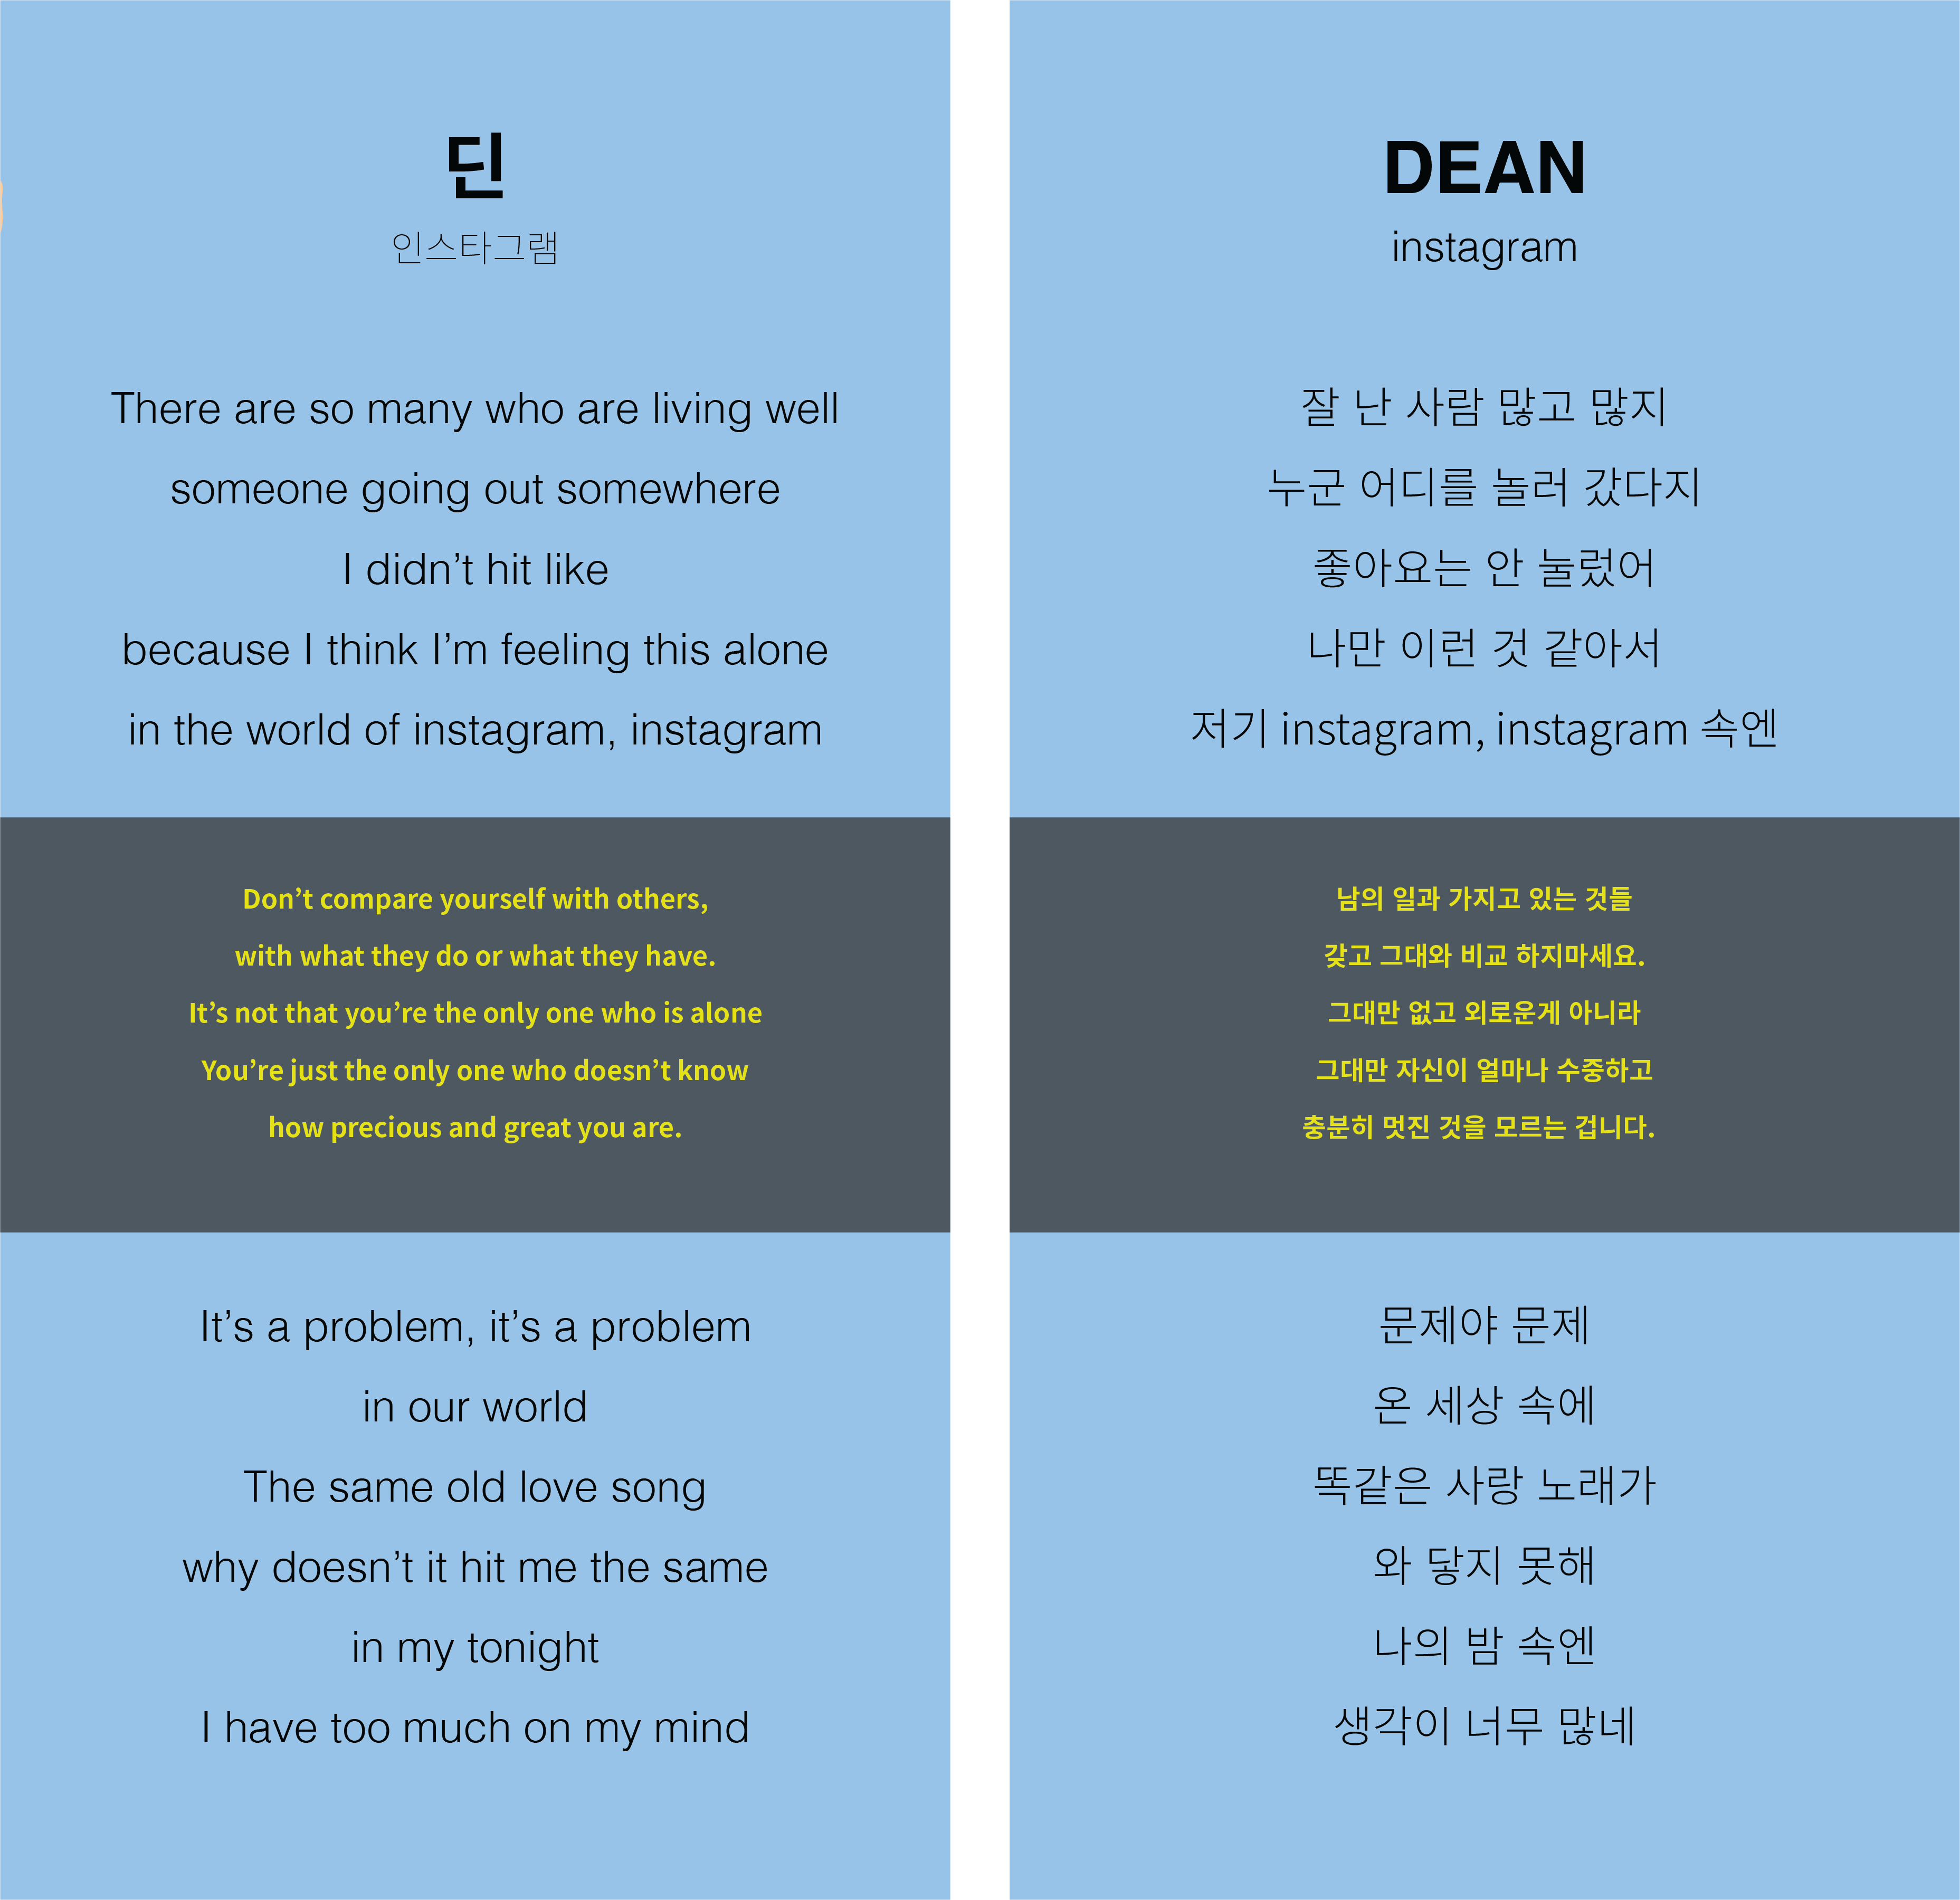 딘
인스타그램
There are so many who are living well
someone going out somewhere
I didn’t hit like
because I think I’m feeling this alone
in the world of instagram, instagram
Don’t compare yourself with others,
with what they do or what they have.
It’s not that you’re the only one who is alone
You’re just the only one who doesn’t know
how precious and great you are.
It’s a problem, it’s a problem
in our world
The same old love song
why doesn’t it hit me the same
in my tonight
I have too much on my mind
DEAN
instagram
잘 난 사람 많고 많지
누군 어디를 놀러 갔다지
좋아요는 안 눌렀어
나만 이런 것 같아서
저기 instagram, instagram 속엔
남의 일과 가지고 있는 것들
갖고 그대와 비교 하지마세요.
그대만 없고 외로운게 아니라
그대만 자신이 얼마나 수중하고
충분히 멋진 것을 모르는 겁니다.
문제야 문제
온 세상 속에
똑같은 사랑 노래가
와 닿지 못해
나의 밤 속엔
생각이 너무 많네